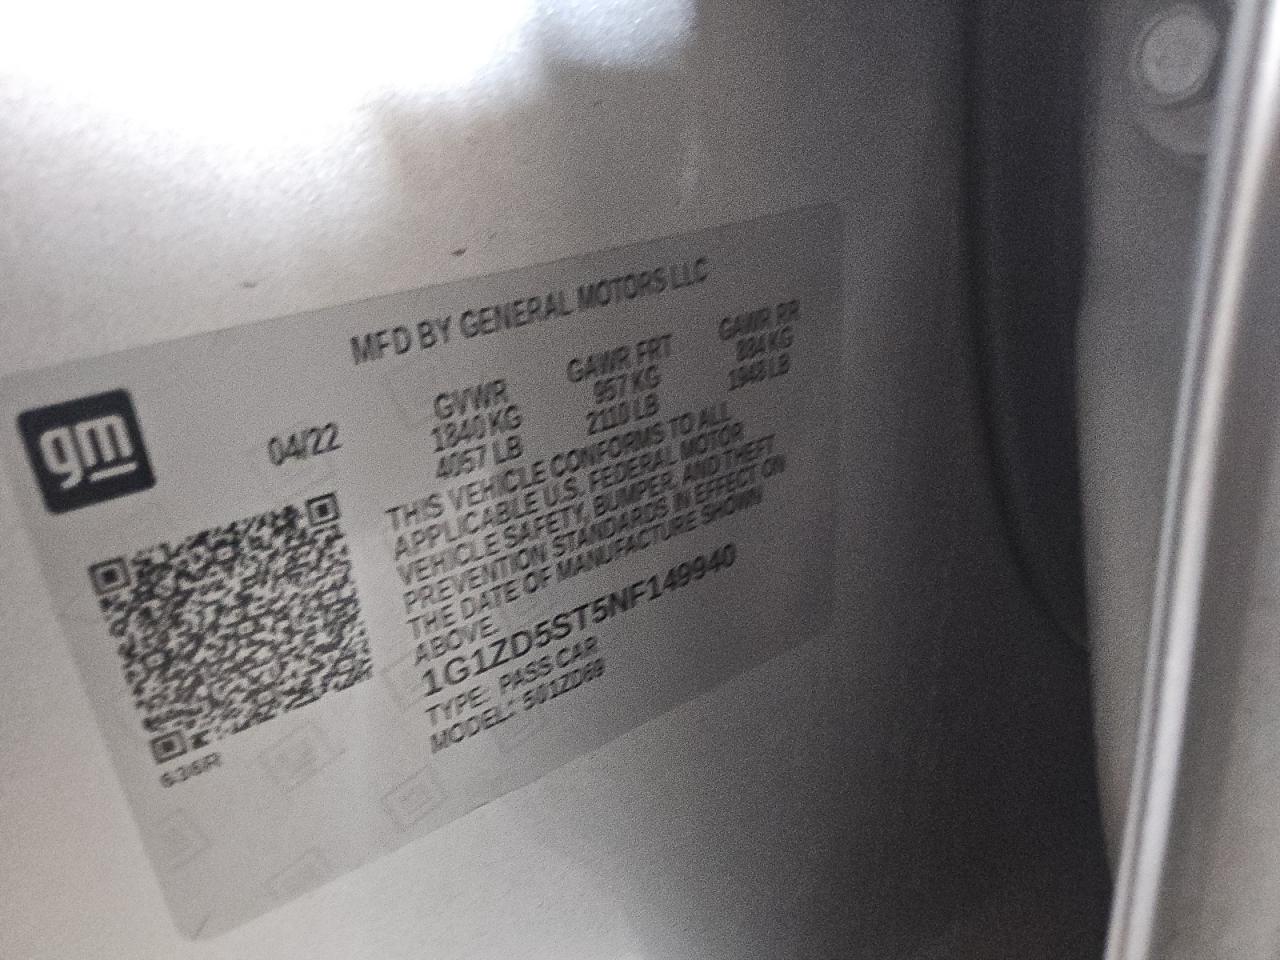 MFD BY GENERAL MOTORS LLC
gm
04/22
GVWR GAWR FRT GAWR RR
1840 KG 957 KG 884 KG
4057 LB 2110 LB 1948 LB
THIS VEHICLE CONFORMS TO ALL
APPLICABLE U.S. FEDERAL MOTOR
VEHICLE SAFETY, BUMPER, AND THEFT
PREVENTION STANDARDS IN EFFECT ON
THE DATE OF MANUFACTURE SHOWN
ABOVE.
1G1ZD5ST5NF149940
TYPE: PASS CAR
MODEL: 
636R